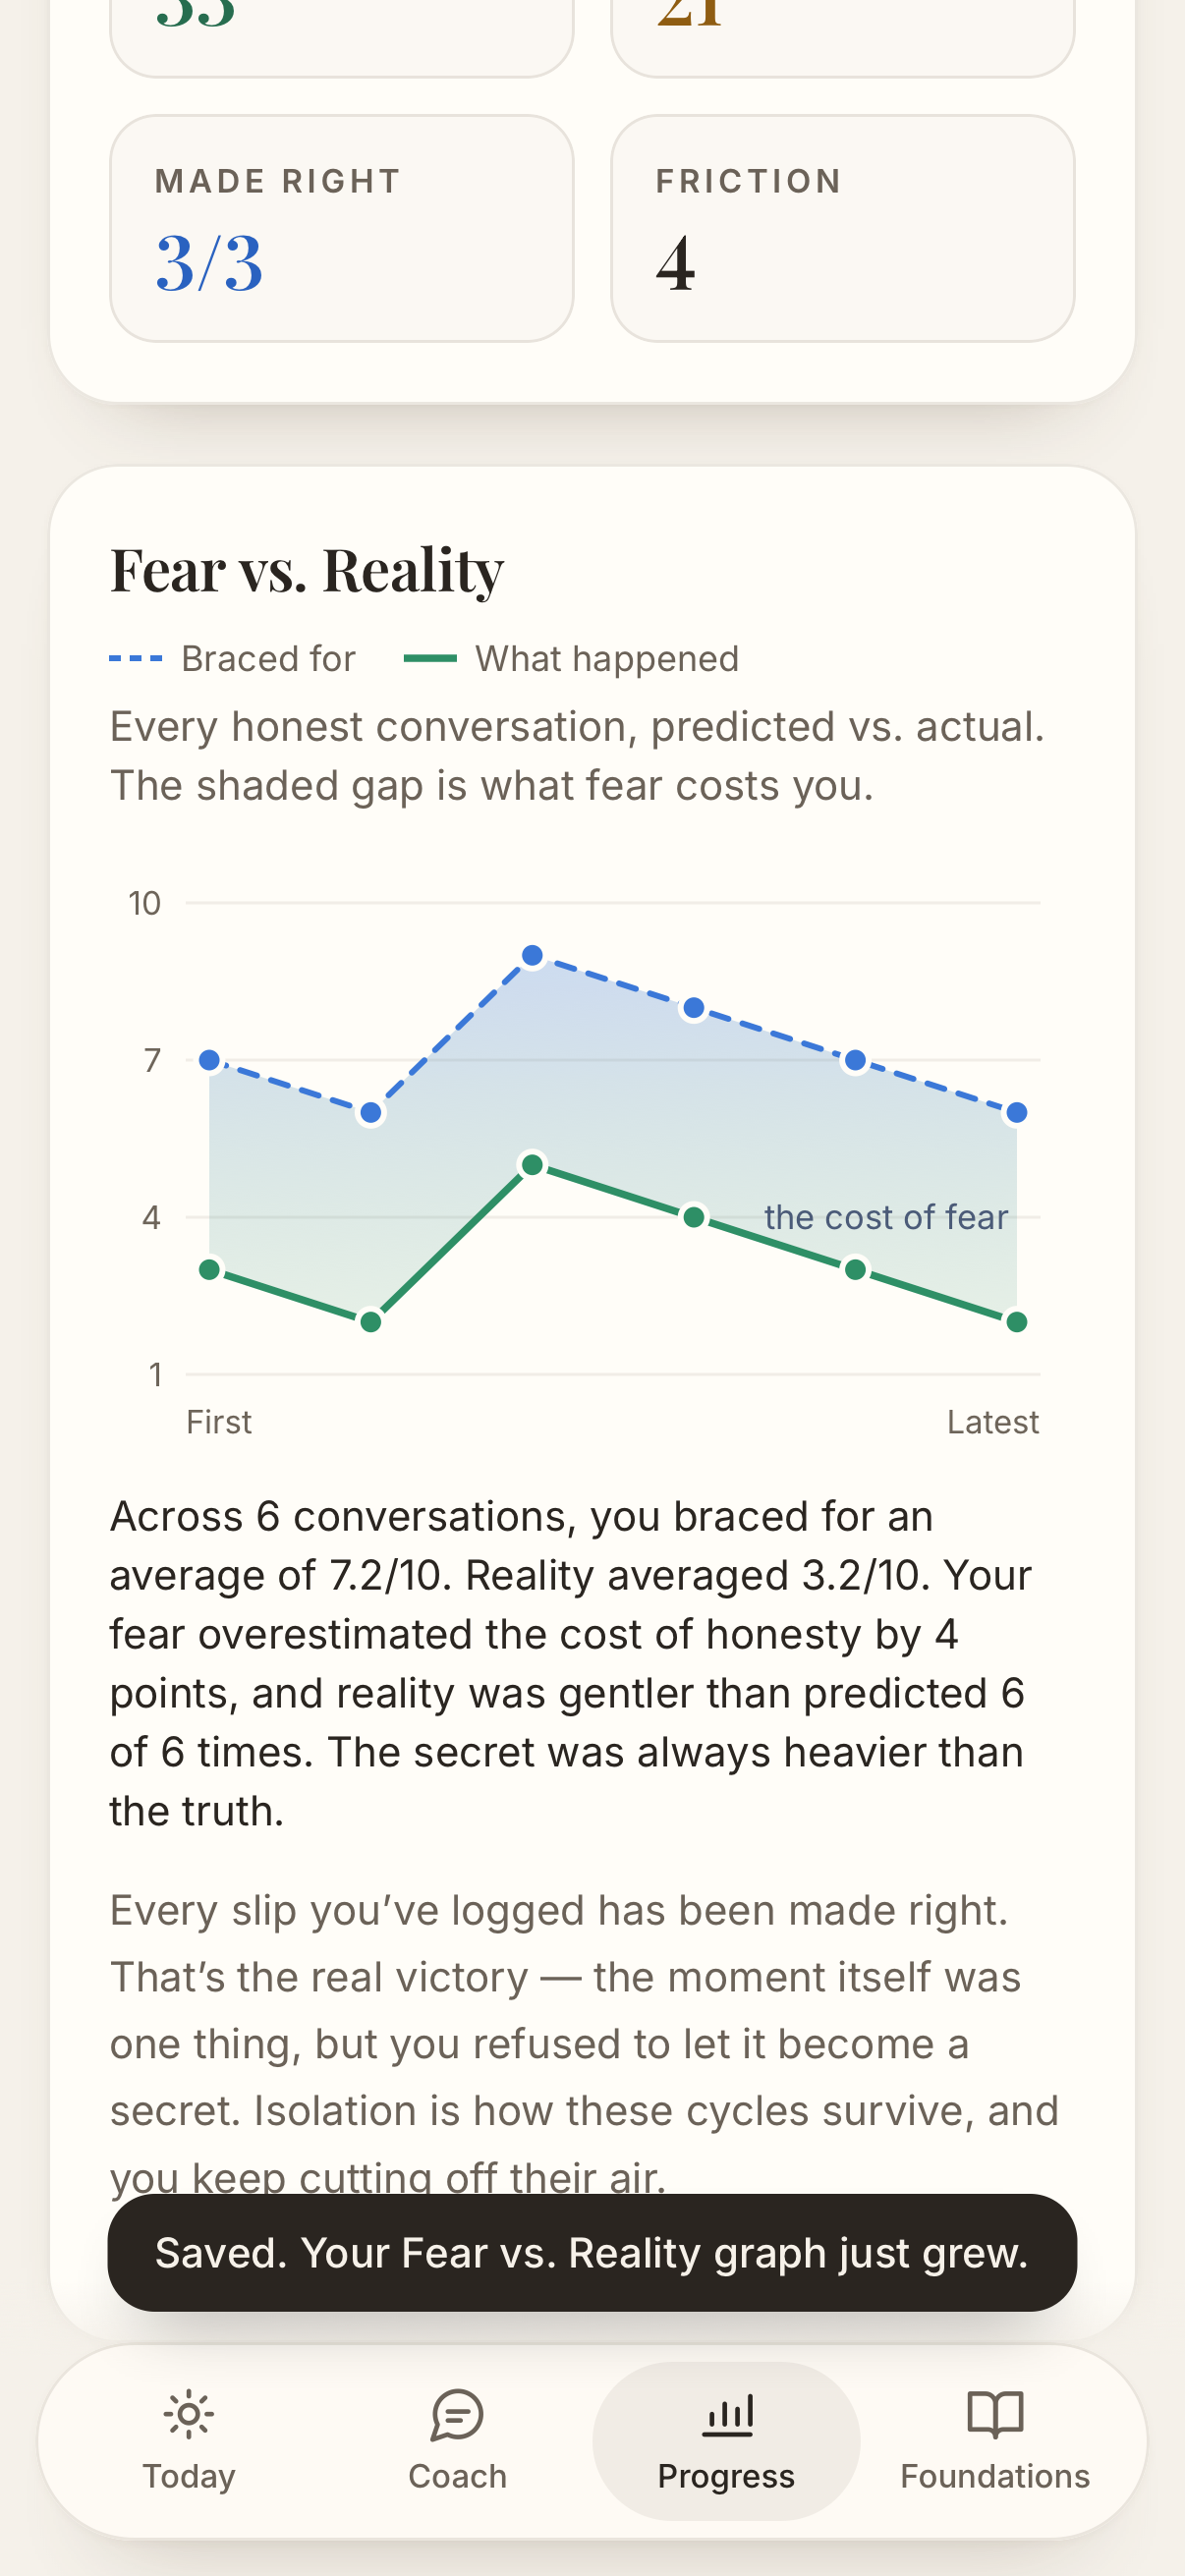 33
21
MADE RIGHT
3/3
FRICTION
4
Fear vs. Reality
Braced for
What happened
Every honest conversation, predicted vs. actual.
The shaded gap is what fear costs you.
10
7
4
1
the cost of fear
First
Latest
Across 6 conversations, you braced for an
average of 7.2/10. Reality averaged 3.2/10. Your
fear overestimated the cost of honesty by 4
points, and reality was gentler than predicted 6
of 6 times. The secret was always heavier than
the truth.
Every slip you’ve logged has been made right.
That’s the real victory — the moment itself was
one thing, but you refused to let it become a
secret. Isolation is how these cycles survive, and
you keep cutting off their air.
Saved. Your Fear vs. Reality graph just grew.
Today
Coach
Progress
Foundations